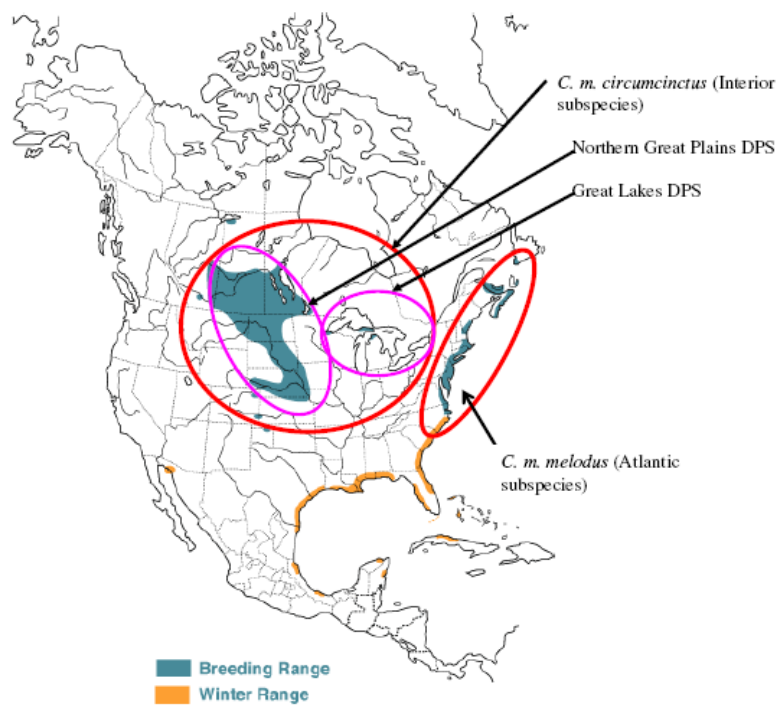 C. m. circumcinctus (Interior
subspecies)
Northern Great Plains DPS
Great Lakes DPS
C. m. melodus (Atlantic
subspecies)
Breeding Range
Winter Range